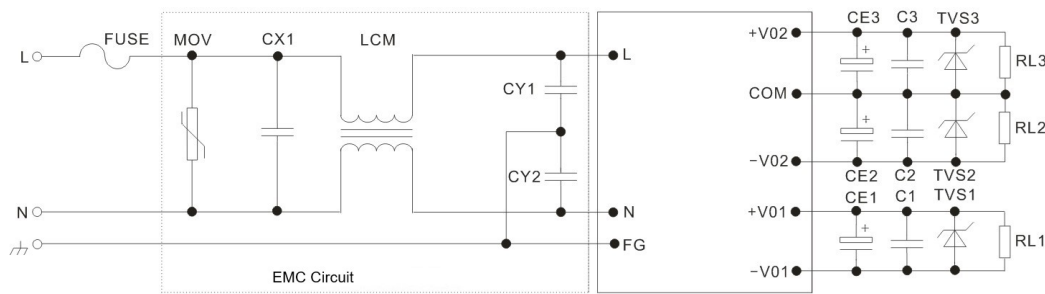 FUSE MOV CX1 LCM
L
CY1
CY2
N
EMC Circuit
L
N
FG
+V02
COM
−V02
+V01
−V01
CE3 C3 TVS3
+
RL3
+
RL2
CE2 C2 TVS2
CE1 C1 TVS1
+
RL1